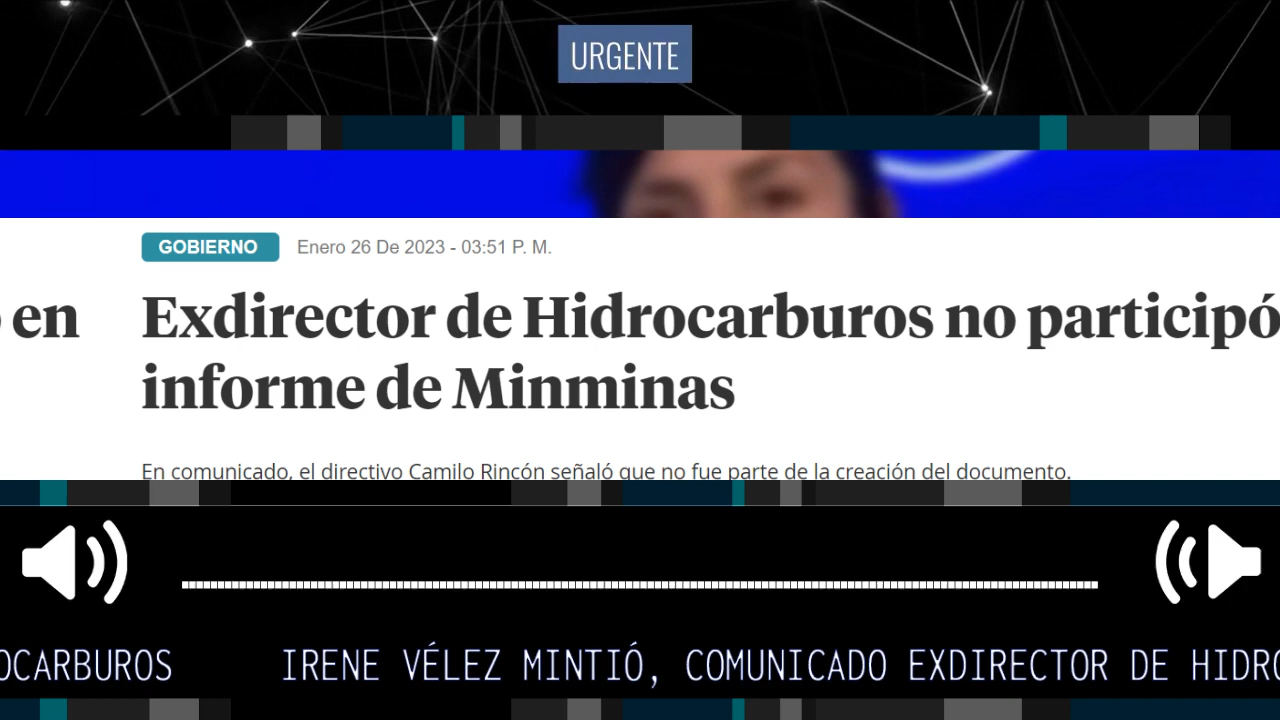 URGENTE
GOBIERNO Enero 26 De 2023 - 03:51 P. M.
en Exdirector de Hidrocarburos no participó
informe de Minminas
En comunicado, el directivo Camilo Rincón señaló que no fue parte de la creación del documento.
OCARBUROS IRENE VÉLEZ MINTIÓ, COMUNICADO EXDIRECTOR DE HIDRO